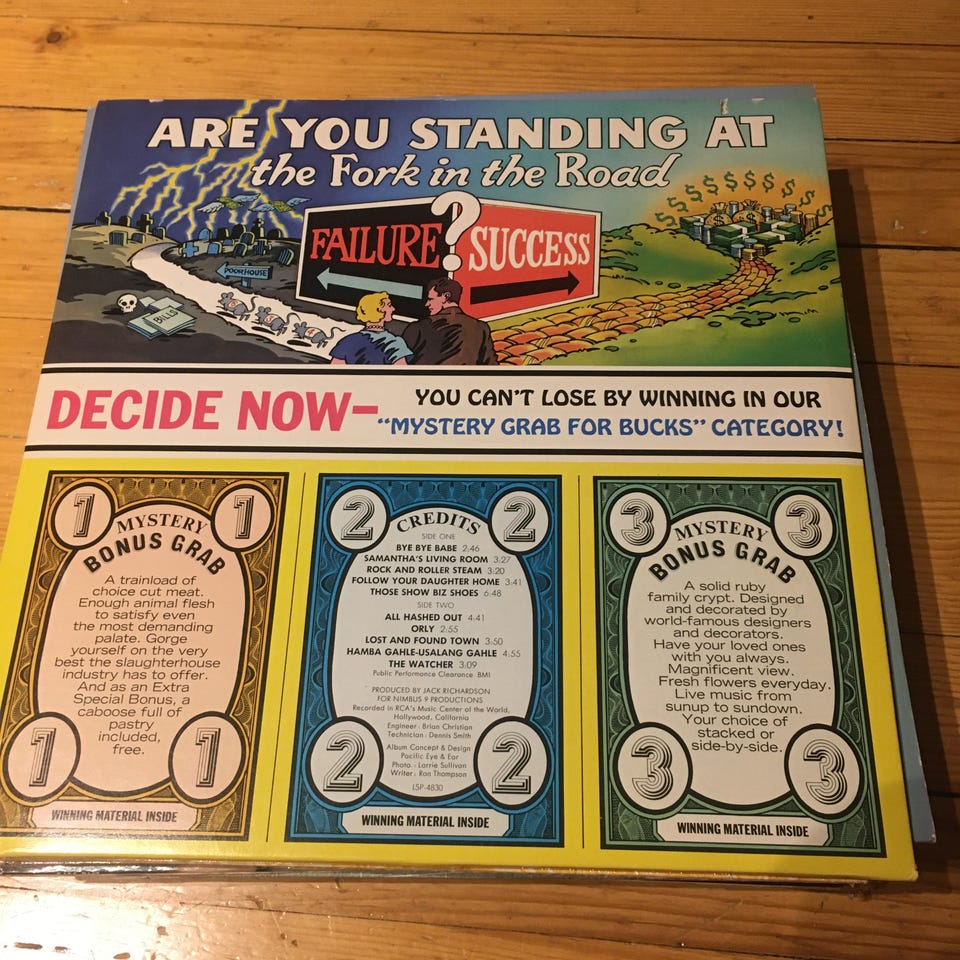 ARE YOU STANDING AT
the Fork in the Road
FAILURE ? SUCCESS
POORHOUSE
BILLS
DECIDE NOW—
YOU CAN'T LOSE BY WINNING IN OUR
"MYSTERY GRAB FOR BUCKS" CATEGORY!
1 1
MYSTERY
BONUS GRAB
A trainload of
choice cut meat.
Enough animal flesh
to satisfy even
the most demanding
palate. Gorge
yourself on the very
best the slaughterhouse
industry has to offer.
And as an Extra
Special Bonus, a
caboose full of
pastry
included,
free.
1 1
WINNING MATERIAL INSIDE
2 2
CREDITS
SIDE ONE
BYE BYE BABE 2:46
SAMANTHA'S LIVING ROOM 3:27
ROCK AND ROLLER STEAM 3:20
FOLLOW YOUR DAUGHTER HOME 3:41
THOSE SHOW BIZ SHOES 6:48
SIDE TWO
ALL HASHED OUT 4:41
ORLY 2:55
LOST AND FOUND TOWN 3:50
HAMBA GAHLE-USALANG GAHLE 4:55
THE WATCHER 3:09
Public Performance Clearance BMI
PRODUCED BY JACK RICHARDSON
FOR NIMBUS 9 PRODUCTIONS
Recorded in RCA's Music Center of the World,
Hollywood, California
Engineer: Brian Christian
Technician: Dennis Smith
Album Concept & Design
Pacific Eye & Ear
Photo - Lorrie Sullivan
Writer: Ron Thompson
LSP-4830
2 2
WINNING MATERIAL INSIDE
3 3
MYSTERY
BONUS GRAB
A solid ruby
family crypt. Designed
and decorated by
world-famous designers
and decorators.
Have your loved ones
with you always.
Magnificent view.
Fresh flowers everyday.
Live music from
sunup to sundown.
Your choice of
stacked or
side-by-side.
3 3
WINNING MATERIAL INSIDE